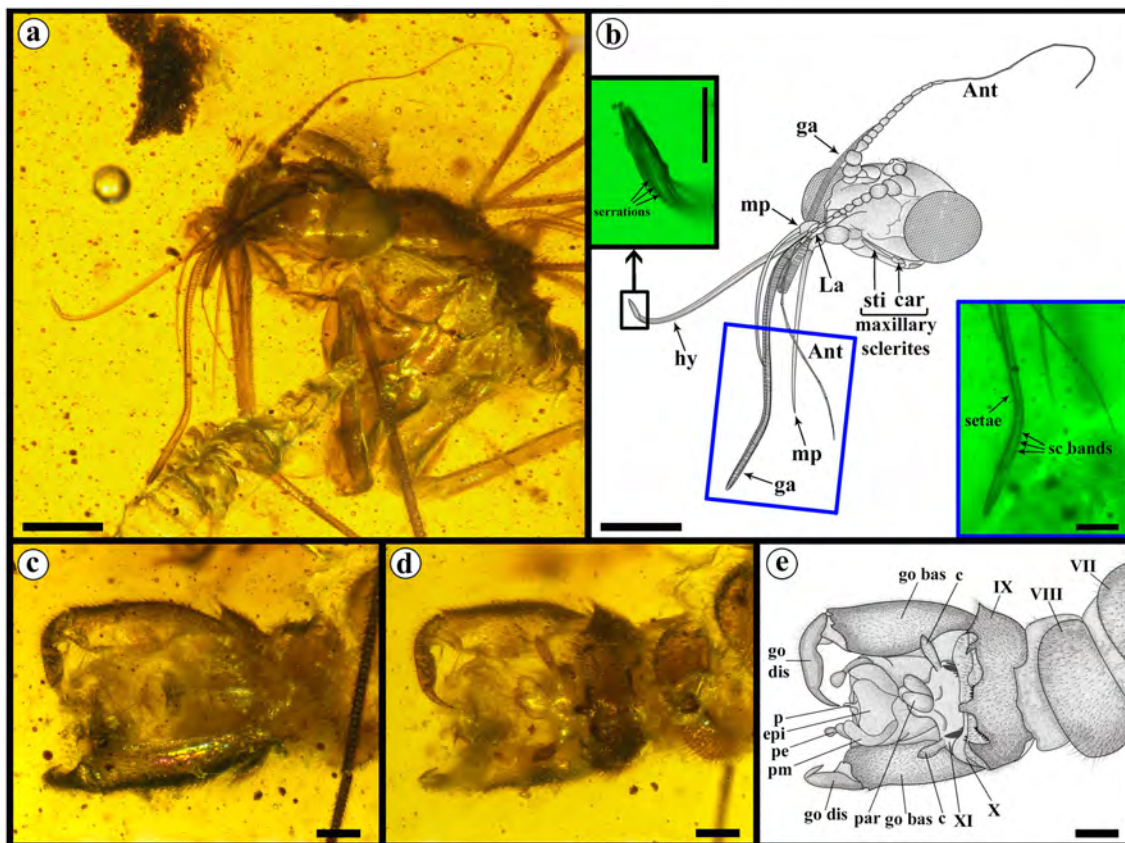 a
b
Ant
ga
serrations
mp
La
sti car
maxillary
sclerites
hy
Ant
mp
ga
setae
sc bands
c
d
e
go bas c
IX
VIII
VII
go
dis
p
epi
pe
pm
go dis
par
go bas
c
XI
X